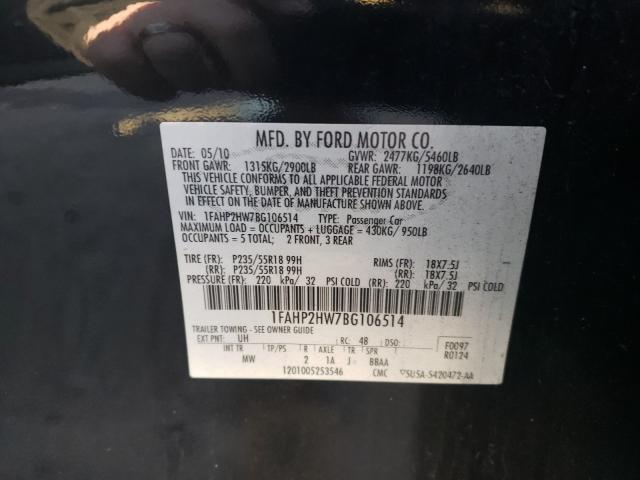 MFD. BY FORD MOTOR CO.
DATE: 05/10 GVWR: 2477KG/5460LB
FRONT GAWR: 1315KG/2900LB REAR GAWR: 1198KG/2640LB
THIS VEHICLE CONFORMS TO ALL APPLICABLE FEDERAL MOTOR
VEHICLE SAFETY, BUMPER, AND THEFT PREVENTION STANDARDS
IN EFFECT ON THE DATE OF MANUFACTURE SHOWN ABOVE.
VIN: 1FAHP2HW7BG106514 TYPE: Passenger Car
MAXIMUM LOAD = OCCUPANTS + LUGGAGE = 430KG/ 950LB
OCCUPANTS = 5 TOTAL; 2 FRONT, 3 REAR
TIRE (FR): P235/55R18 99H RIMS (FR): 18X7.5J
(RR): P235/55R18 99H (RR): 18X7.5J
PRESSURE (FR): 220 kPa/ 32 PSI COLD (RR): 220 kPa/ 32 PSI COLD
1FAHP2HW7BG106514
TRAILER TOWING - SEE OWNER GUIDE
EXT PNT: UH RC: 48 F0097
INT TR TP/PS R AXLE TR SPR R0124
MW 2 1A J BBAA
1201005253546 CMC 5U5A-5420472-AA